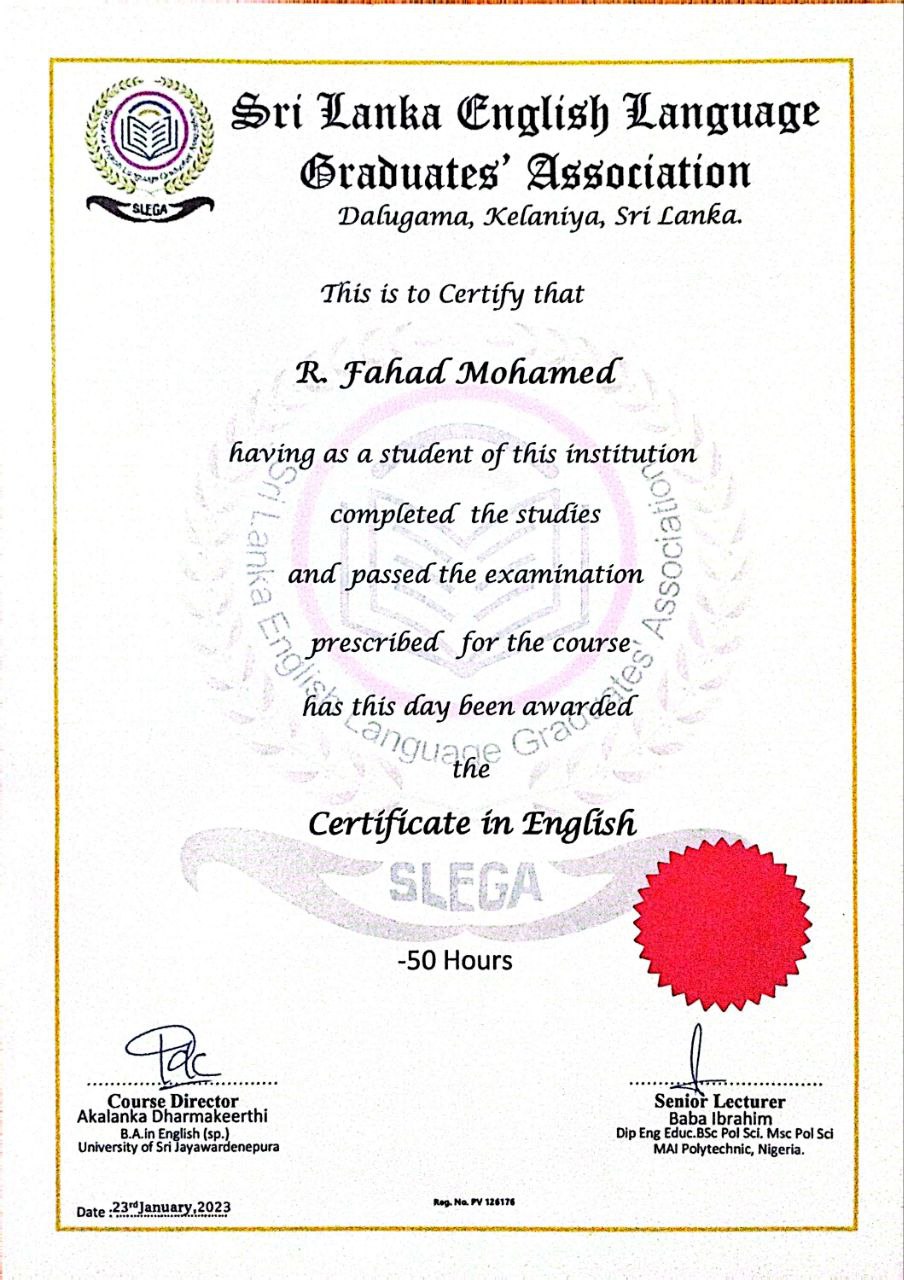 Sri Lanka English Language
Graduates' Association
SLEGA
Dalugama, Kelaniya, Sri Lanka.
This is to Certify that
R. Fahad Mohamed
having as a student of this institution
completed the studies
and passed the examination
prescribed for the course
has this day been awarded
the
Certificate in English
Sri Lanka English Language Graduates' Association
SLEGA
-50 Hours
Course Director
Akalanka Dharmakeerthi
B.A.in English (sp.)
University of Sri Jayawardenepura
Senior Lecturer
Baba Ibrahim
Dip Eng Educ.BSc Pol Sci. Msc Pol Sci
MAI Polytechnic, Nigeria.
Date :23rdJanuary,2023
Reg. No. PV 126176